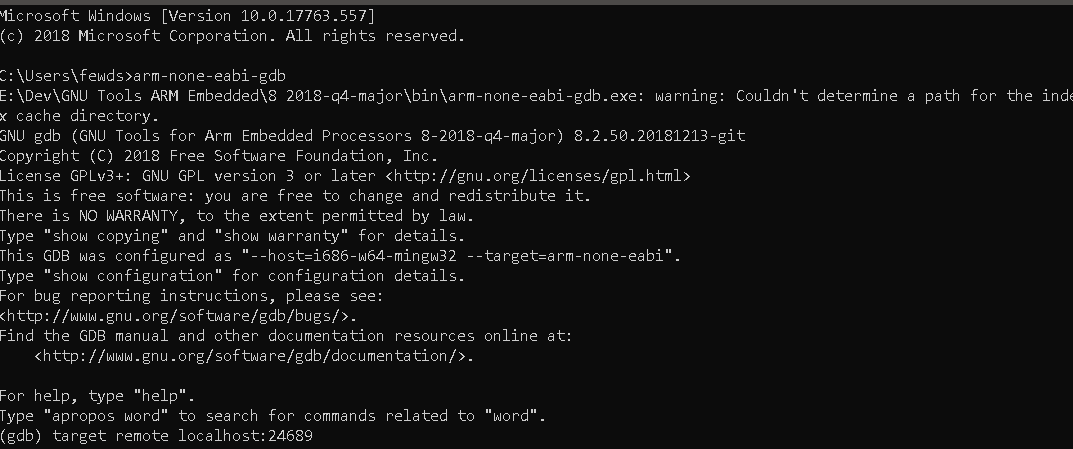 Microsoft Windows [Version 10.0.17763.557]
(c) 2018 Microsoft Corporation. All rights reserved.
C:\Users\fewds>arm-none-eabi-gdb
E:\Dev\GNU Tools ARM Embedded\8 2018-q4-major\bin\arm-none-eabi-gdb.exe: warning: Couldn't determine a path for the inde
x cache directory.
GNU gdb (GNU Tools for Arm Embedded Processors 8-2018-q4-major) 8.2.50.20181213-git
Copyright (C) 2018 Free Software Foundation, Inc.
License GPLv3+: GNU GPL version 3 or later <http://gnu.org/licenses/gpl.html>
This is free software: you are free to change and redistribute it.
There is NO WARRANTY, to the extent permitted by law.
Type "show copying" and "show warranty" for details.
This GDB was configured as "--host=i686-w64-mingw32 --target=arm-none-eabi".
Type "show configuration" for configuration details.
For bug reporting instructions, please see:
<http://www.gnu.org/software/gdb/bugs/>.
Find the GDB manual and other documentation resources online at:
    <http://www.gnu.org/software/gdb/documentation/>.
For help, type "help".
Type "apropos word" to search for commands related to "word".
(gdb) target remote localhost:24689